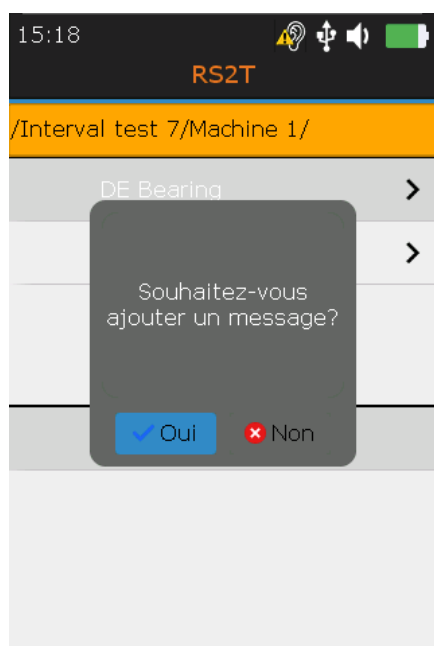 15:18
RS2T
/Interval test 7/Machine 1/
DE Bearing
Souhaitez-vous
ajouter un message?
Oui
Non